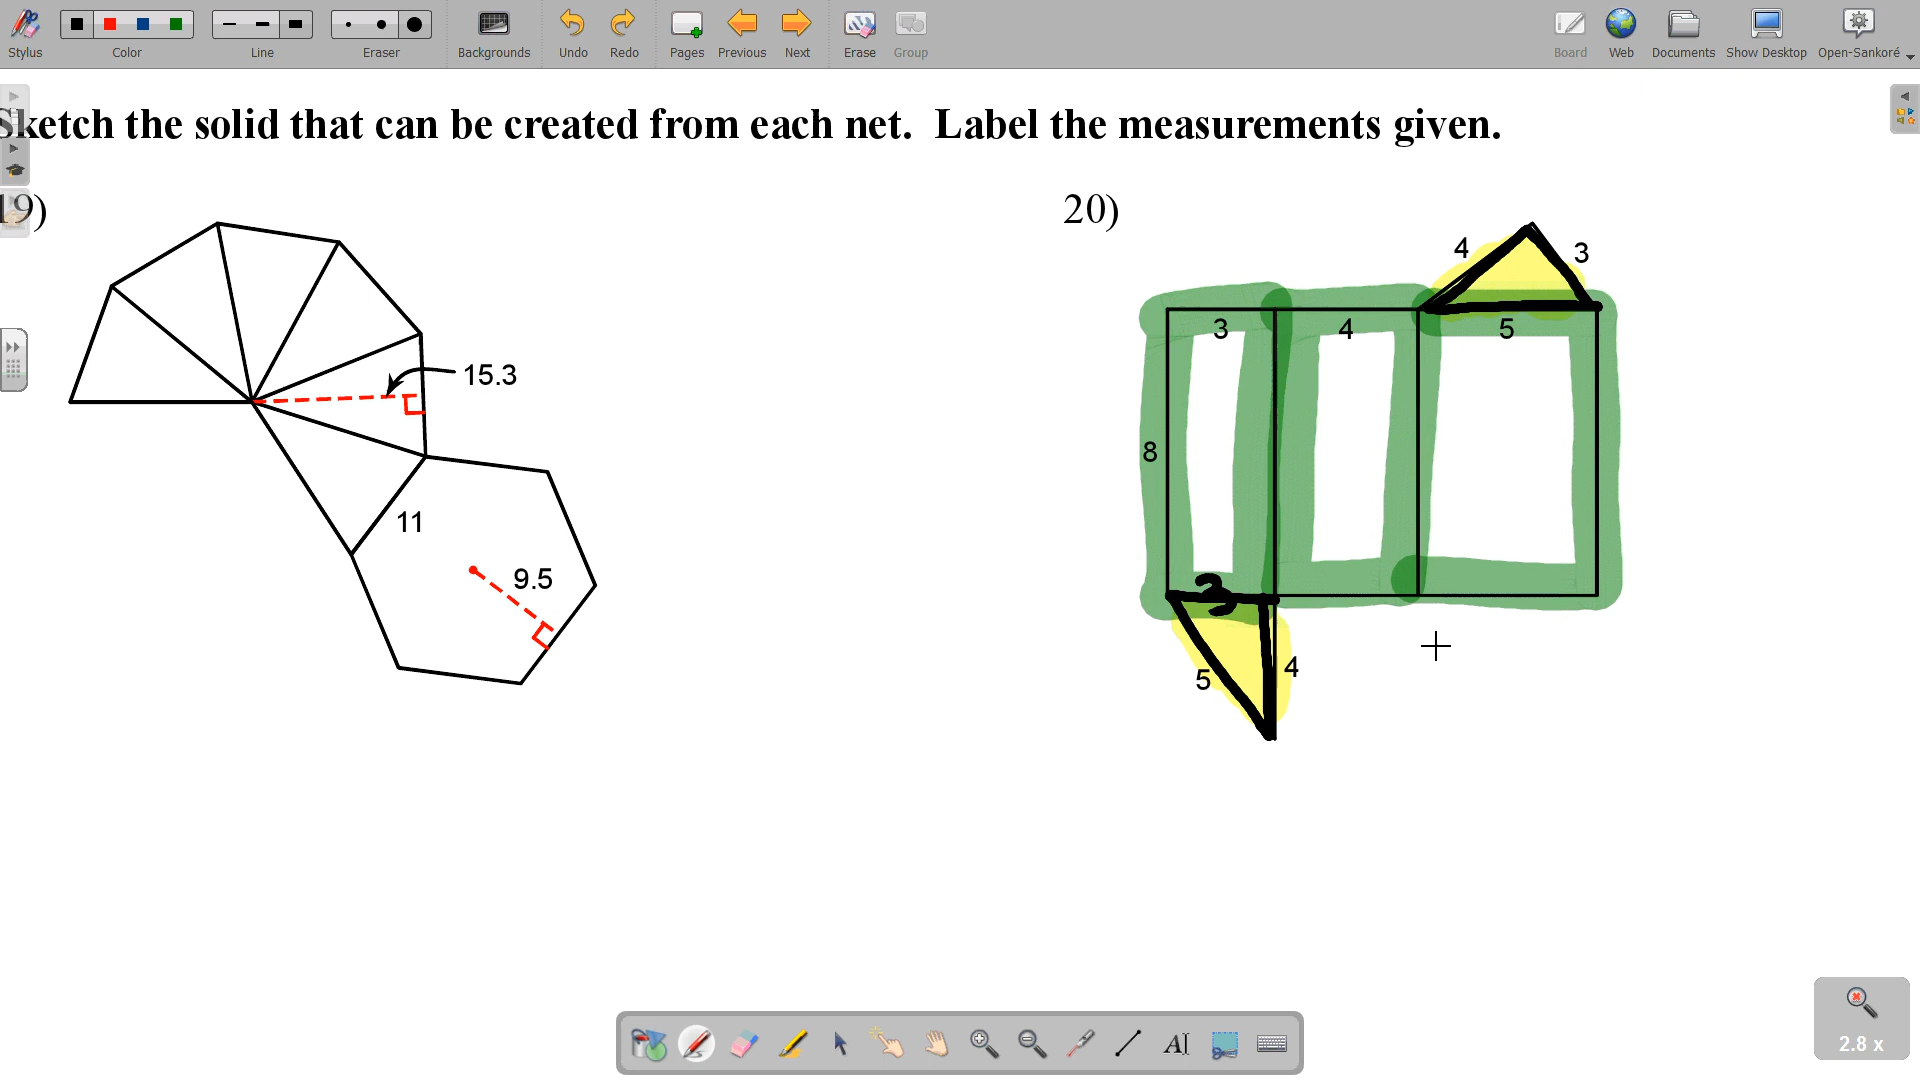 Stylus Color Line Eraser Backgrounds Undo Redo Pages Previous Next Erase Group Board Web Documents Show Desktop Open-Sankoré
Sketch the solid that can be created from each net. Label the measurements given.
19)
15.3
11
9.5
20)
4 3
3 4 5
8
3
5 4
2.8 x